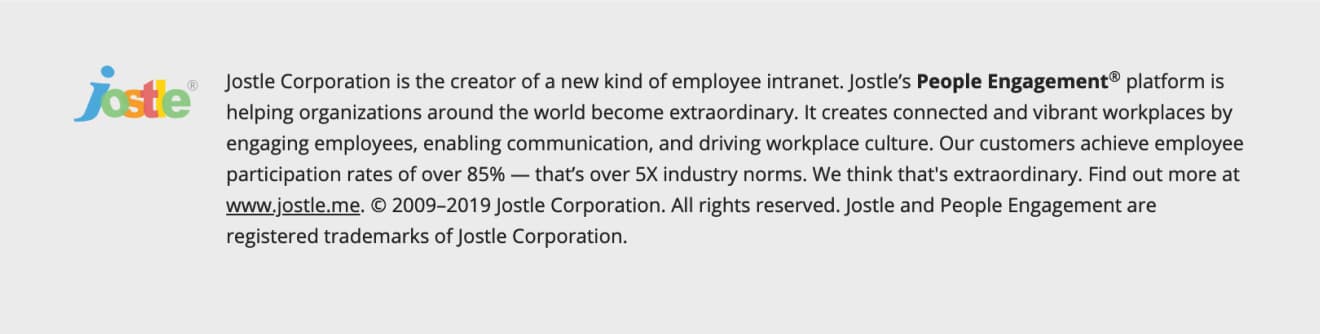 jostle®
Jostle Corporation is the creator of a new kind of employee intranet. Jostle’s People Engagement® platform is
helping organizations around the world become extraordinary. It creates connected and vibrant workplaces by
engaging employees, enabling communication, and driving workplace culture. Our customers achieve employee
participation rates of over 85% — that’s over 5X industry norms. We think that's extraordinary. Find out more at
www.jostle.me. © 2009–2019 Jostle Corporation. All rights reserved. Jostle and People Engagement are
registered trademarks of Jostle Corporation.